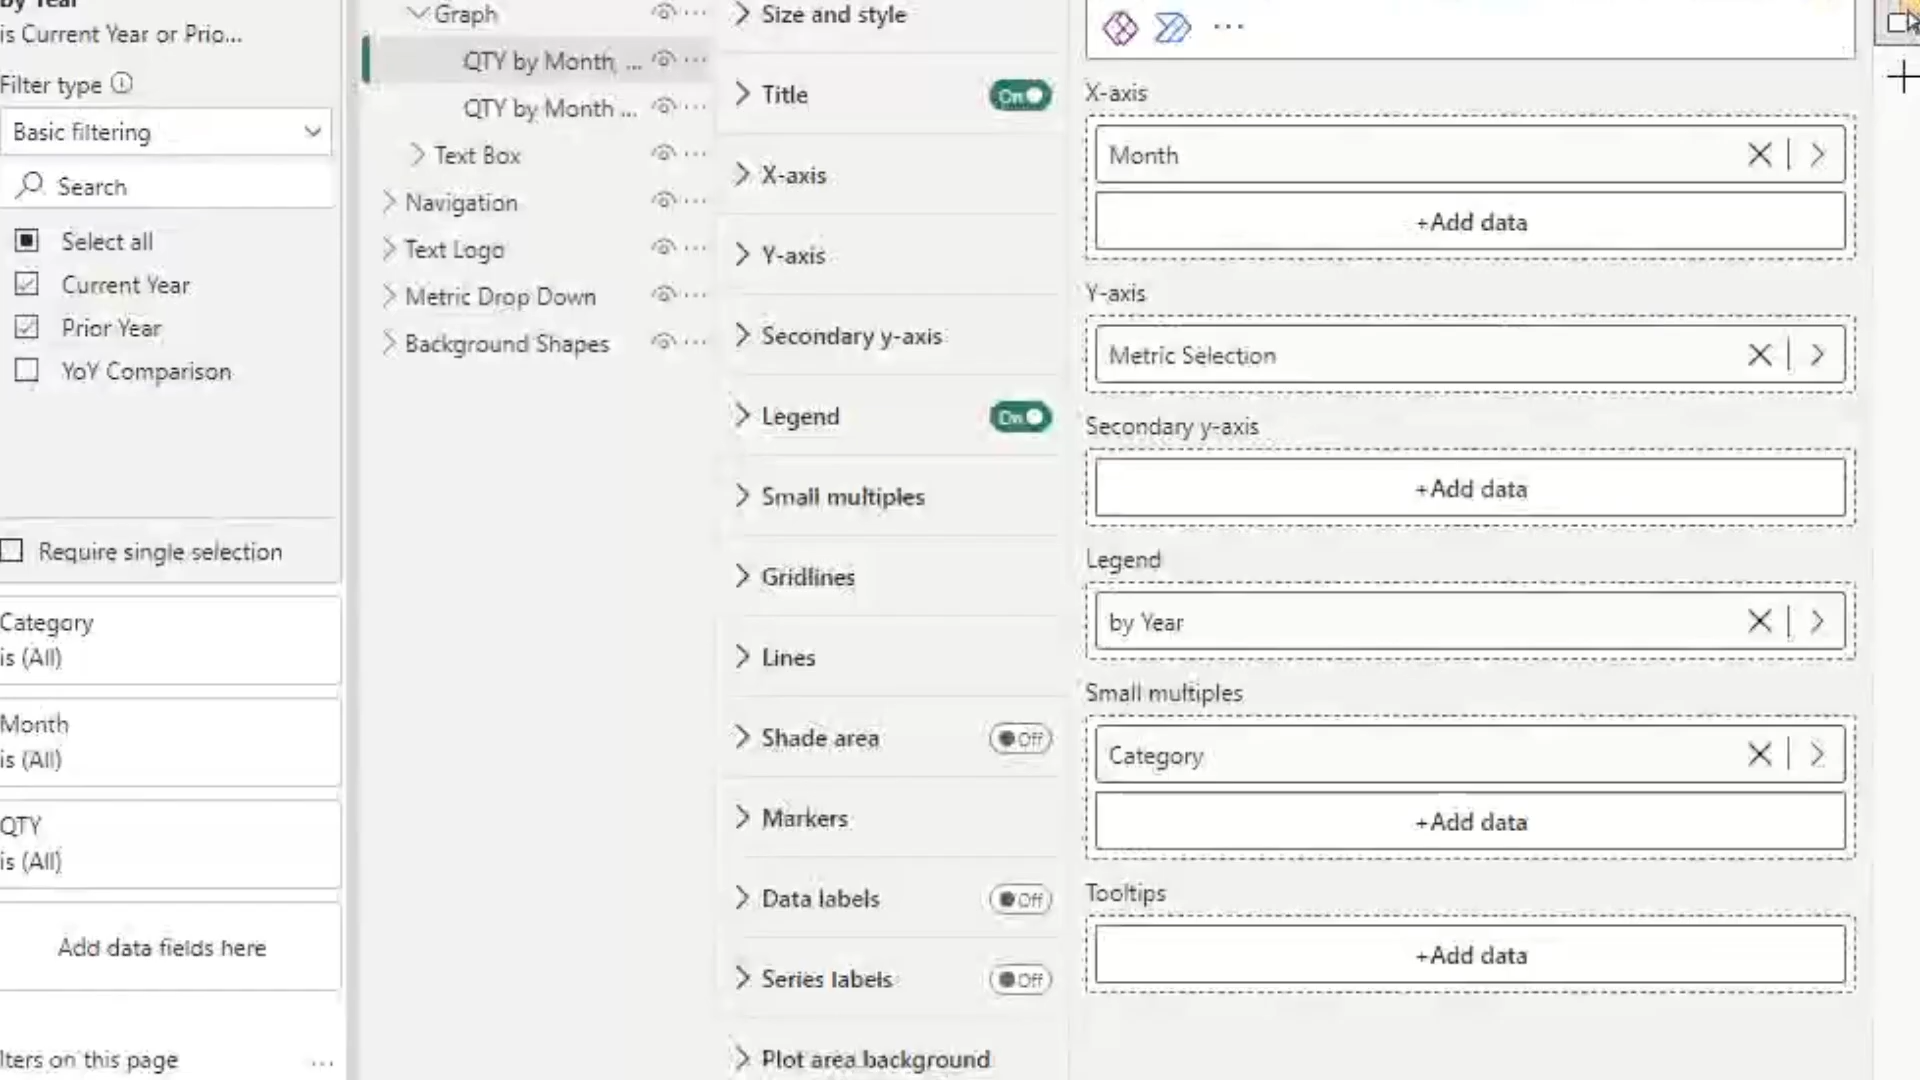 by Year
is Current Year or Prio...
Filter type
Basic filtering
Search
Select all
Current Year
Prior Year
YoY Comparison
Require single selection
Category
is (All)
Month
is (All)
QTY
is (All)
Add data fields here
lters on this page
...
Graph
QTY by Month, ...
QTY by Month ...
Text Box
Navigation
Text Logo
Metric Drop Down
Background Shapes
Size and style
Title
On
X-axis
Y-axis
Secondary y-axis
Legend
On
Small multiples
Gridlines
Lines
Shade area
Off
Markers
Data labels
Off
Series labels
Off
Plot area background
...
X-axis
Month
+Add data
Y-axis
Metric Selection
Secondary y-axis
+Add data
Legend
by Year
Small multiples
Category
+Add data
Tooltips
+Add data